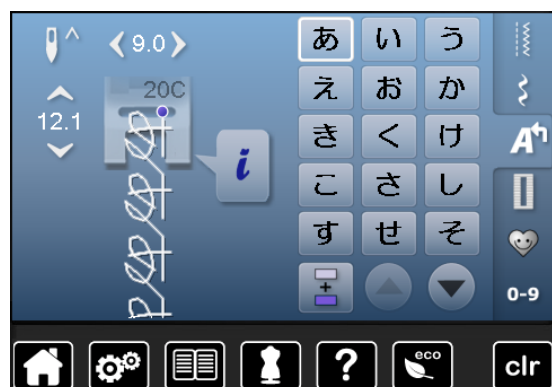 9.0
20C
12.1
i
あ い う
え お か
き く け
こ さ し
す せ そ
A
0-9
? eco clr